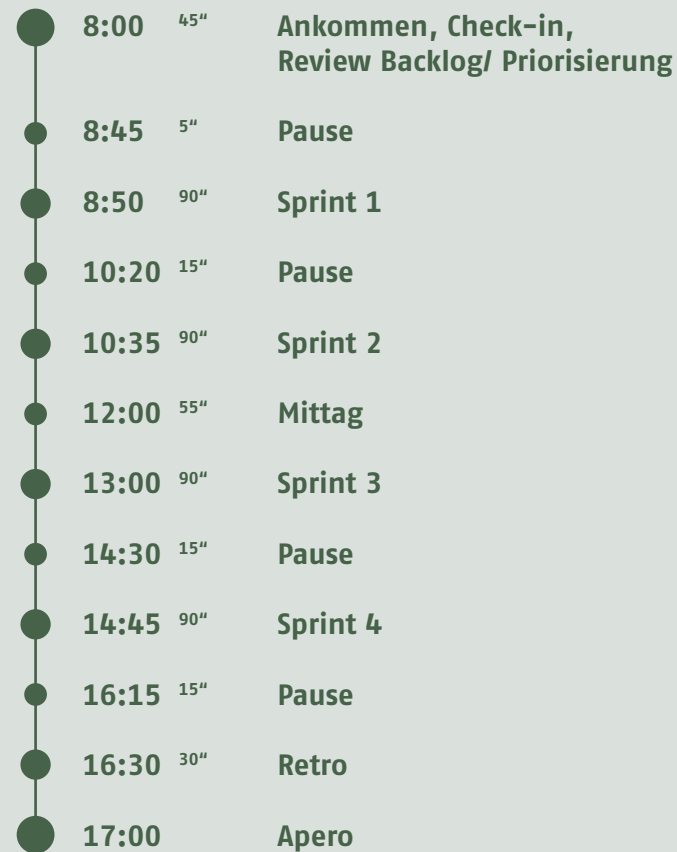 8:00 45“ Ankommen, Check-in,
Review Backlog/ Priorisierung
8:45 5“ Pause
8:50 90“ Sprint 1
10:20 15“ Pause
10:35 90“ Sprint 2
12:00 55“ Mittag
13:00 90“ Sprint 3
14:30 15“ Pause
14:45 90“ Sprint 4
16:15 15“ Pause
16:30 30“ Retro
17:00 Apero